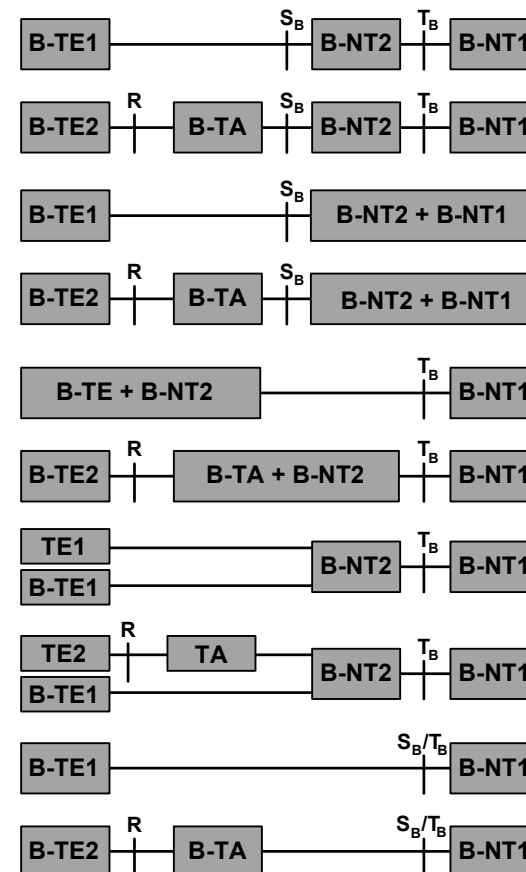 S_B T_B
B-TE1 B-NT2 B-NT1
R S_B T_B
B-TE2 B-TA B-NT2 B-NT1
S_B
B-TE1 B-NT2 + B-NT1
R S_B
B-TE2 B-TA B-NT2 + B-NT1
T_B
B-TE + B-NT2 B-NT1
R T_B
B-TE2 B-TA + B-NT2 B-NT1
T_B
TE1
B-NT2 B-NT1
B-TE1
R T_B
TE2 TA
B-NT2 B-NT1
B-TE1
S_B/T_B
B-TE1 B-NT1
R S_B/T_B
B-TE2 B-TA B-NT1